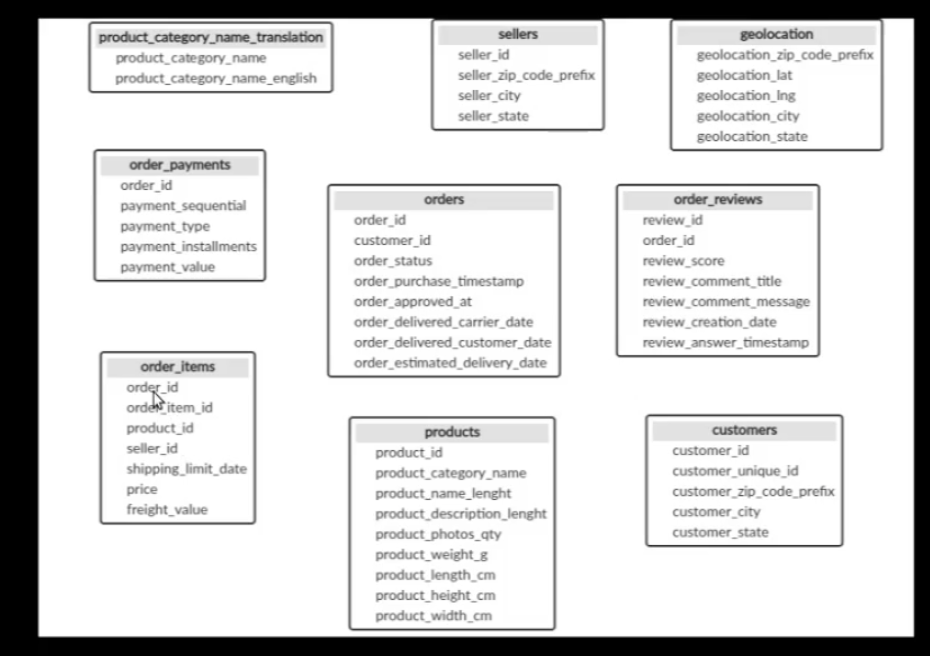 product_category_name_translation
product_category_name
product_category_name_english
sellers
seller_id
seller_zip_code_prefix
seller_city
seller_state
geolocation
geolocation_zip_code_prefix
geolocation_lat
geolocation_lng
geolocation_city
geolocation_state
order_payments
order_id
payment_sequential
payment_type
payment_installments
payment_value
orders
order_id
customer_id
order_status
order_purchase_timestamp
order_approved_at
order_delivered_carrier_date
order_delivered_customer_date
order_estimated_delivery_date
order_reviews
review_id
order_id
review_score
review_comment_title
review_comment_message
review_creation_date
review_answer_timestamp
order_items
order_id
order_item_id
product_id
seller_id
shipping_limit_date
price
freight_value
products
product_id
product_category_name
product_name_lenght
product_description_lenght
product_photos_qty
product_weight_g
product_length_cm
product_height_cm
product_width_cm
customers
customer_id
customer_unique_id
customer_zip_code_prefix
customer_city
customer_state